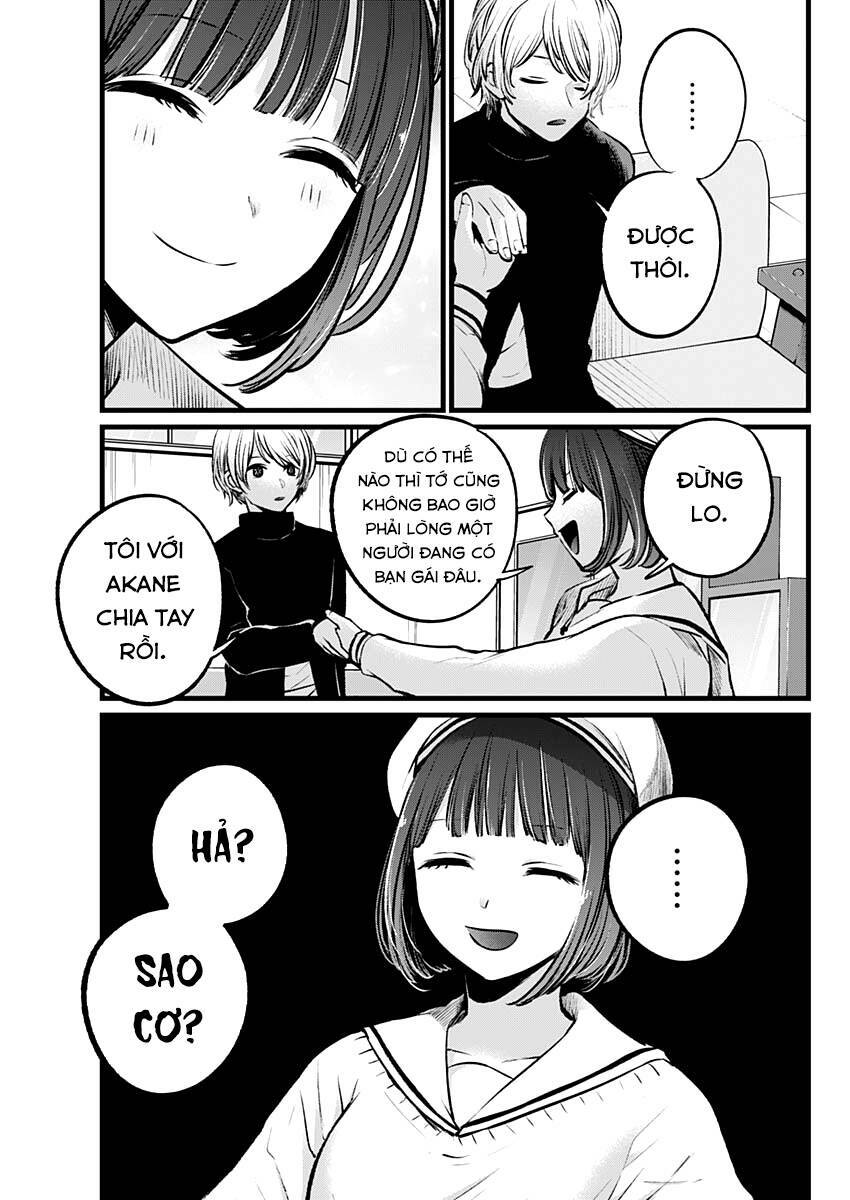 ......
ĐƯỢC
THÔI.
ĐỪNG
LO.
DÙ CÓ THẾ
NÀO THÌ TỚ CŨNG
KHÔNG BAO GIỜ
PHẢI LÒNG MỘT
NGƯỜI ĐANG CÓ
BẠN GÁI ĐÂU.
TÔI VỚI
AKANE
CHIA TAY
RỒI.
......
HẢ?
SAO
CƠ?